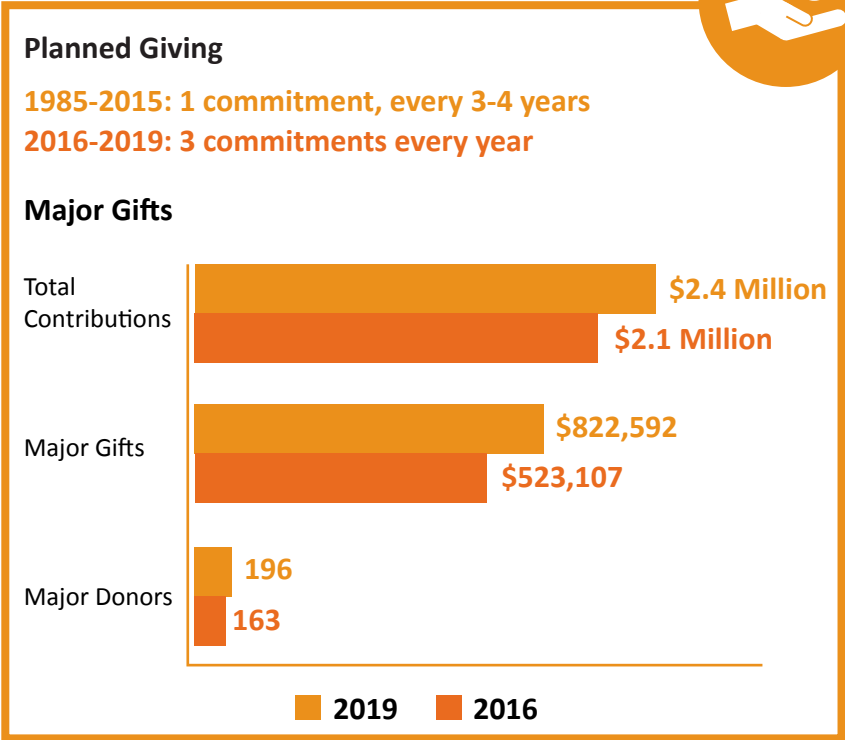 Planned Giving
1985-2015: 1 commitment, every 3-4 years
2016-2019: 3 commitments every year
Major Gifts
Total
Contributions
$2.4 Million
$2.1 Million
Major Gifts
$822,592
$523,107
Major Donors
196
163
2019
2016